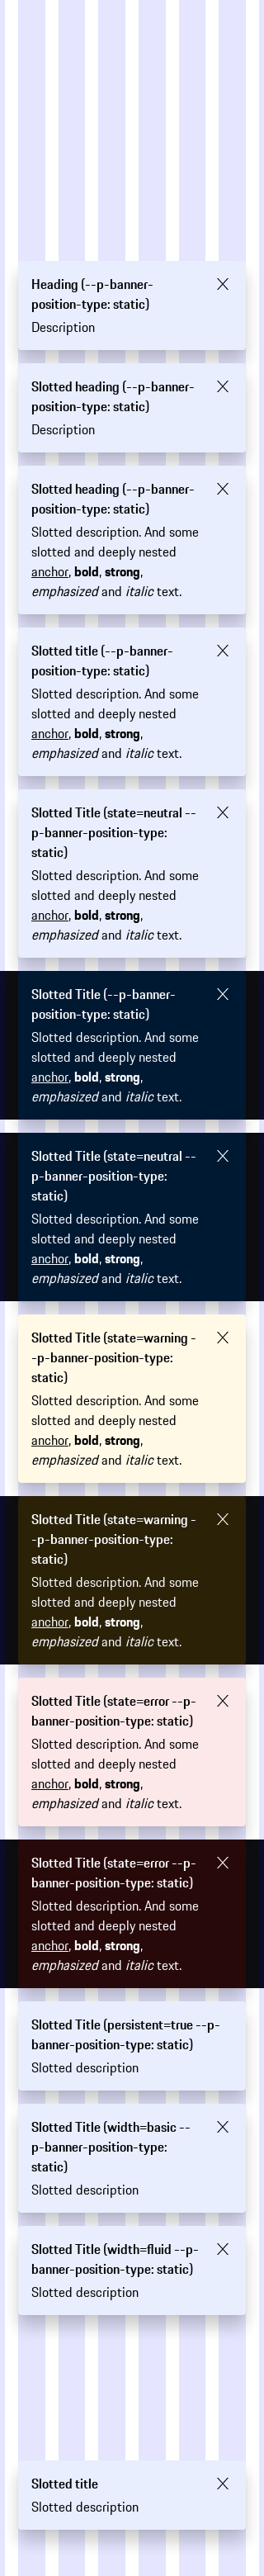 Heading (--p-banner-
position-type: static)
Description
Slotted heading (--p-banner-
position-type: static)
Description
Slotted heading (--p-banner-
position-type: static)
Slotted description. And some
slotted and deeply nested
anchor, bold, strong,
emphasized and italic text.
Slotted title (--p-banner-
position-type: static)
Slotted description. And some
slotted and deeply nested
anchor, bold, strong,
emphasized and italic text.
Slotted Title (state=neutral --
p-banner-position-type:
static)
Slotted description. And some
slotted and deeply nested
anchor, bold, strong,
emphasized and italic text.
Slotted Title (--p-banner-
position-type: static)
Slotted description. And some
slotted and deeply nested
anchor, bold, strong,
emphasized and italic text.
Slotted Title (state=neutral --
p-banner-position-type:
static)
Slotted description. And some
slotted and deeply nested
anchor, bold, strong,
emphasized and italic text.
Slotted Title (state=warning -
-p-banner-position-type:
static)
Slotted description. And some
slotted and deeply nested
anchor, bold, strong,
emphasized and italic text.
Slotted Title (state=warning -
-p-banner-position-type:
static)
Slotted description. And some
slotted and deeply nested
anchor, bold, strong,
emphasized and italic text.
Slotted Title (state=error --p-
banner-position-type: static)
Slotted description. And some
slotted and deeply nested
anchor, bold, strong,
emphasized and italic text.
Slotted Title (state=error --p-
banner-position-type: static)
Slotted description. And some
slotted and deeply nested
anchor, bold, strong,
emphasized and italic text.
Slotted Title (persistent=true --p-
banner-position-type: static)
Slotted description
Slotted Title (width=basic --
p-banner-position-type:
static)
Slotted description
Slotted Title (width=fluid --p-
banner-position-type: static)
Slotted description
Slotted title
Slotted description